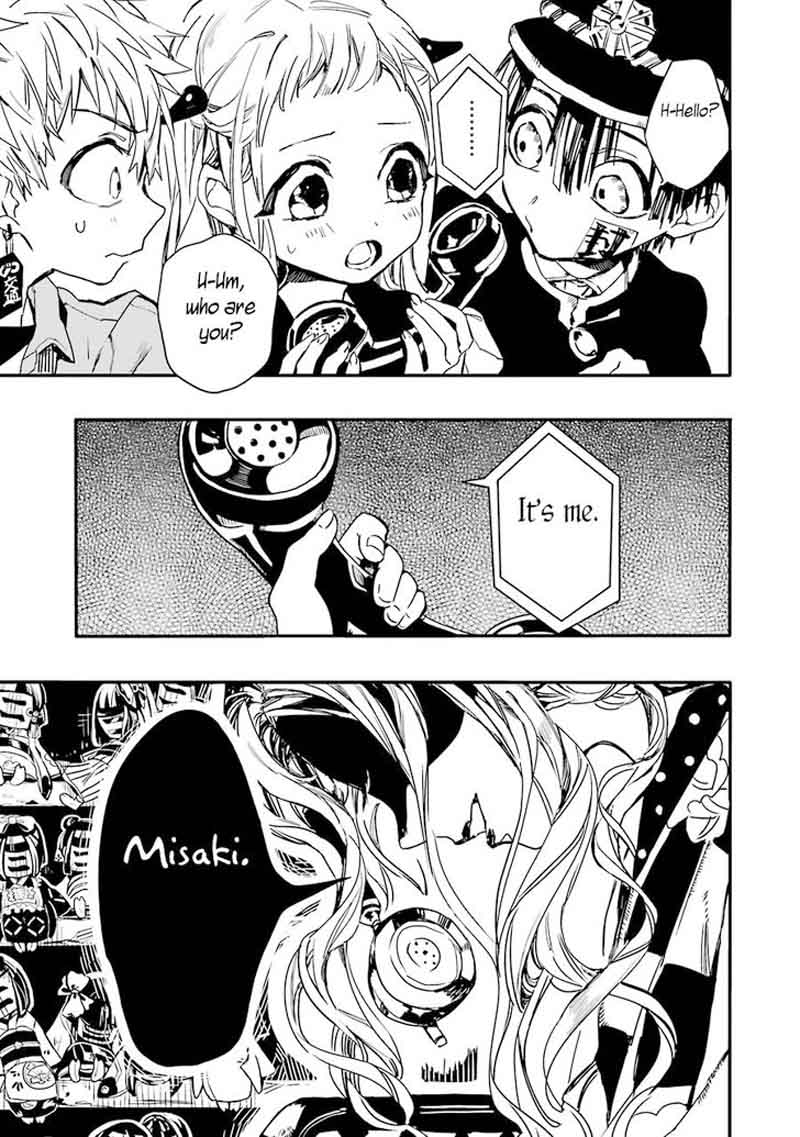 H-Hello?
.........
U-Um,
who are
you?
It's me.
Misaki.